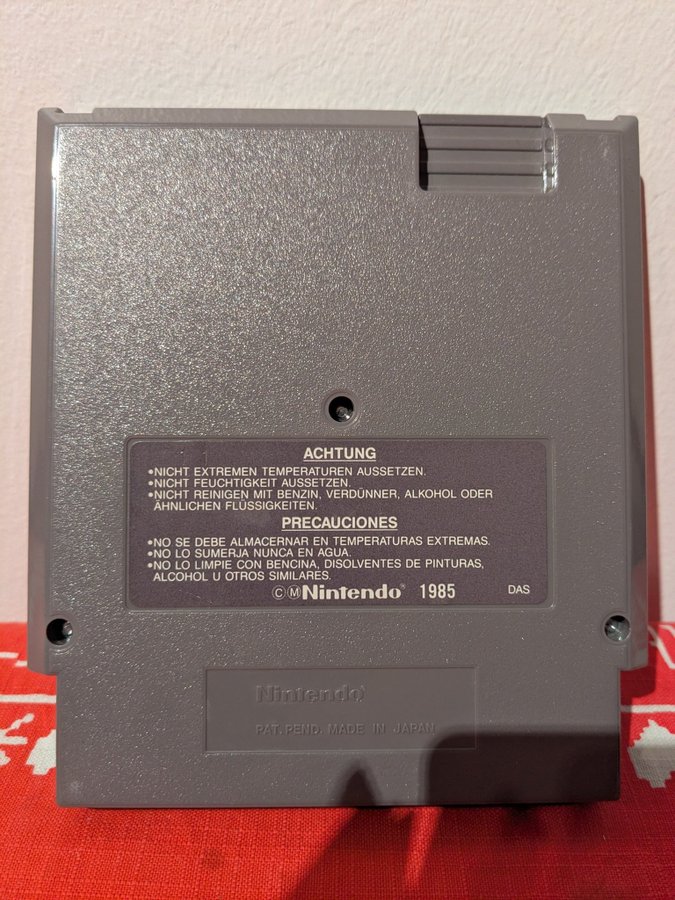 ACHTUNG
•NICHT EXTREMEN TEMPERATUREN AUSSETZEN.
•NICHT FEUCHTIGKEIT AUSSETZEN.
•NICHT REINIGEN MIT BENZIN, VERDÜNNER, ALKOHOL ODER
ÄHNLICHEN FLÜSSIGKEITEN.
PRECAUCIONES
•NO SE DEBE ALMACERNAR EN TEMPERATURAS EXTREMAS.
•NO LO SUMERJA NUNCA EN AGUA.
•NO LO LIMPIE CON BENCINA, DISOLVENTES DE PINTURAS,
ALCOHOL U OTROS SIMILARES.
ⒸⓂNintendo® 1985 DAS
Nintendo
PAT. PEND. MADE IN JAPAN